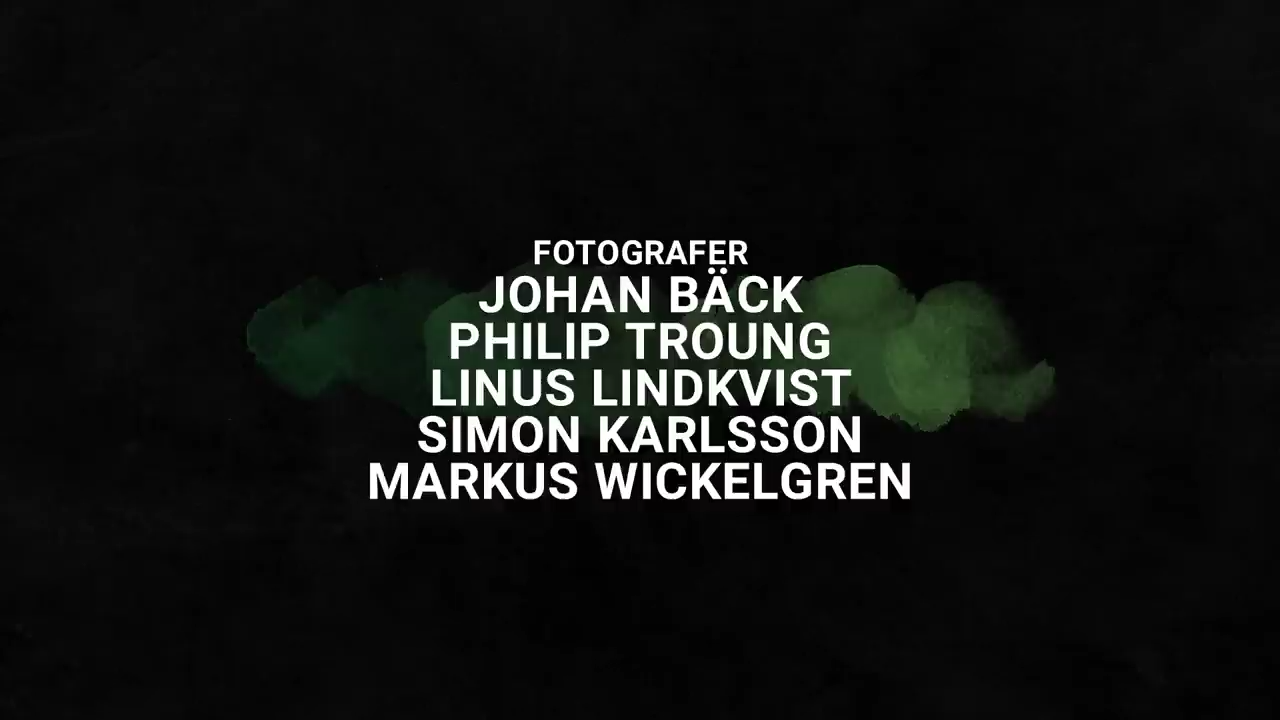 FOTOGRAFER
JOHAN BÄCK
PHILIP TROUNG
LINUS LINDKVIST
SIMON KARLSSON
MARKUS WICKELGREN